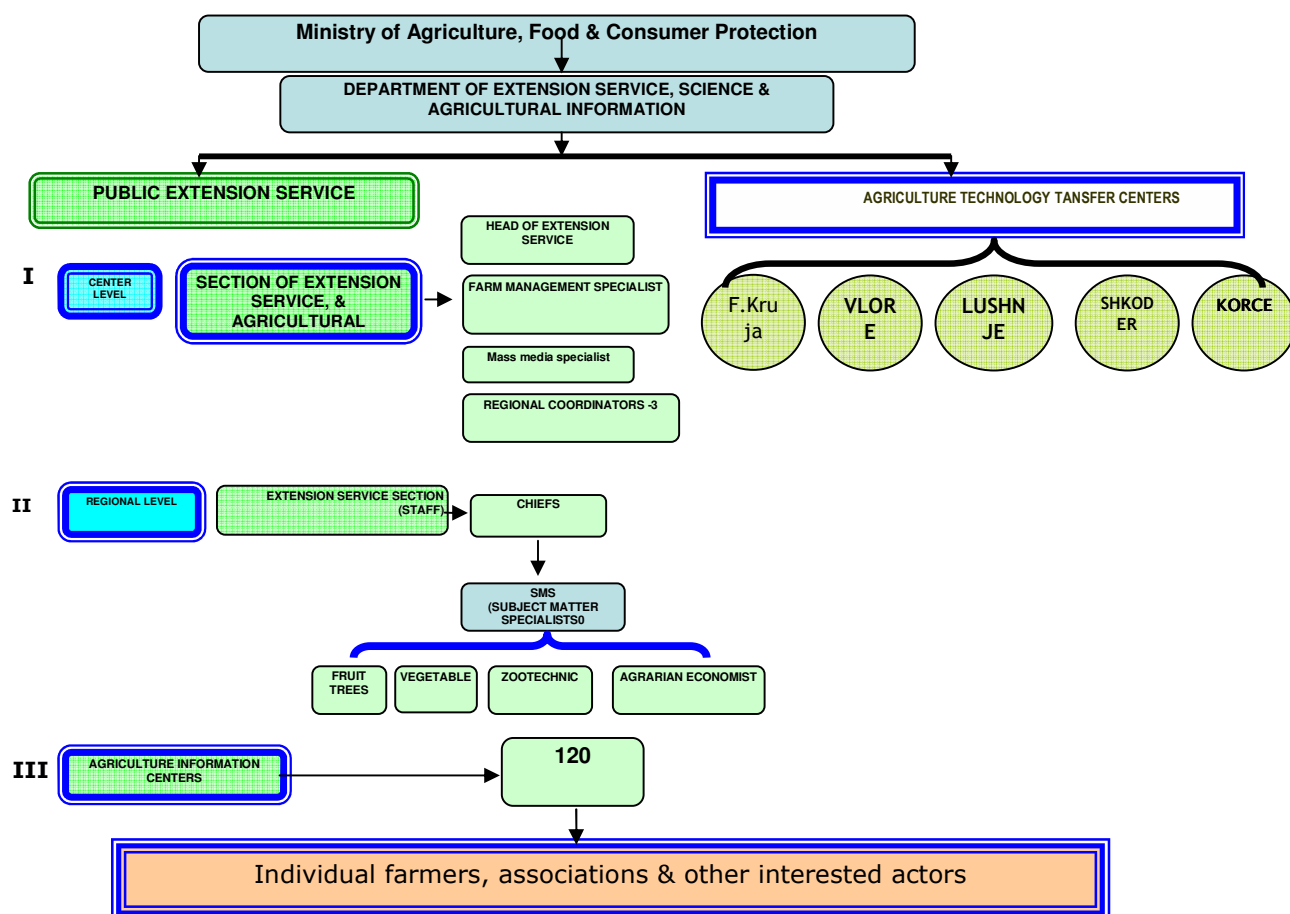 Ministry of Agriculture, Food & Consumer Protection
DEPARTMENT OF EXTENSION SERVICE, SCIENCE &
AGRICULTURAL INFORMATION
PUBLIC EXTENSION SERVICE
AGRICULTURE TECHNOLOGY TANSFER CENTERS
I
CENTER
LEVEL
SECTION OF EXTENSION
SERVICE, &
AGRICULTURAL
HEAD OF EXTENSION
SERVICE
FARM MANAGEMENT SPECIALIST
Mass media specialist
REGIONAL COORDINATORS -3
F.Kru
ja
VLOR
E
LUSHN
JE
SHKOD
ER
KORCE
II
REGIONAL LEVEL
EXTENSION SERVICE SECTION
(STAFF)
CHIEFS
SMS
(SUBJECT MATTER
SPECIALISTS0
FRUIT
TREES
VEGETABLE
ZOOTECHNIC
AGRARIAN ECONOMIST
III
AGRICULTURE INFORMATION
CENTERS
120
Individual farmers, associations & other interested actors